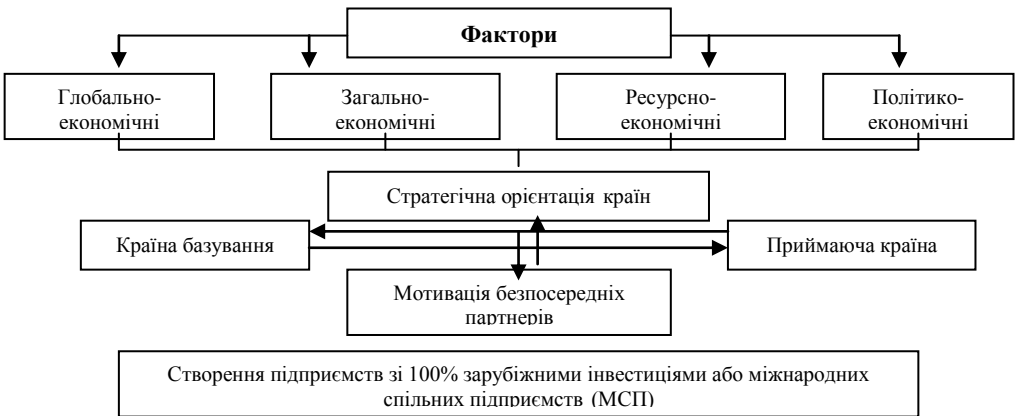 Фактори
Глобально-
економічні
Загально-
економічні
Ресурсно-
економічні
Політико-
економічні
Стратегічна орієнтація країн
Країна базування
Приймаюча країна
Мотивація безпосередніх
партнерів
Створення підприємств зі 100% зарубіжними інвестиціями або міжнародних
спільних підприємств (МСП)